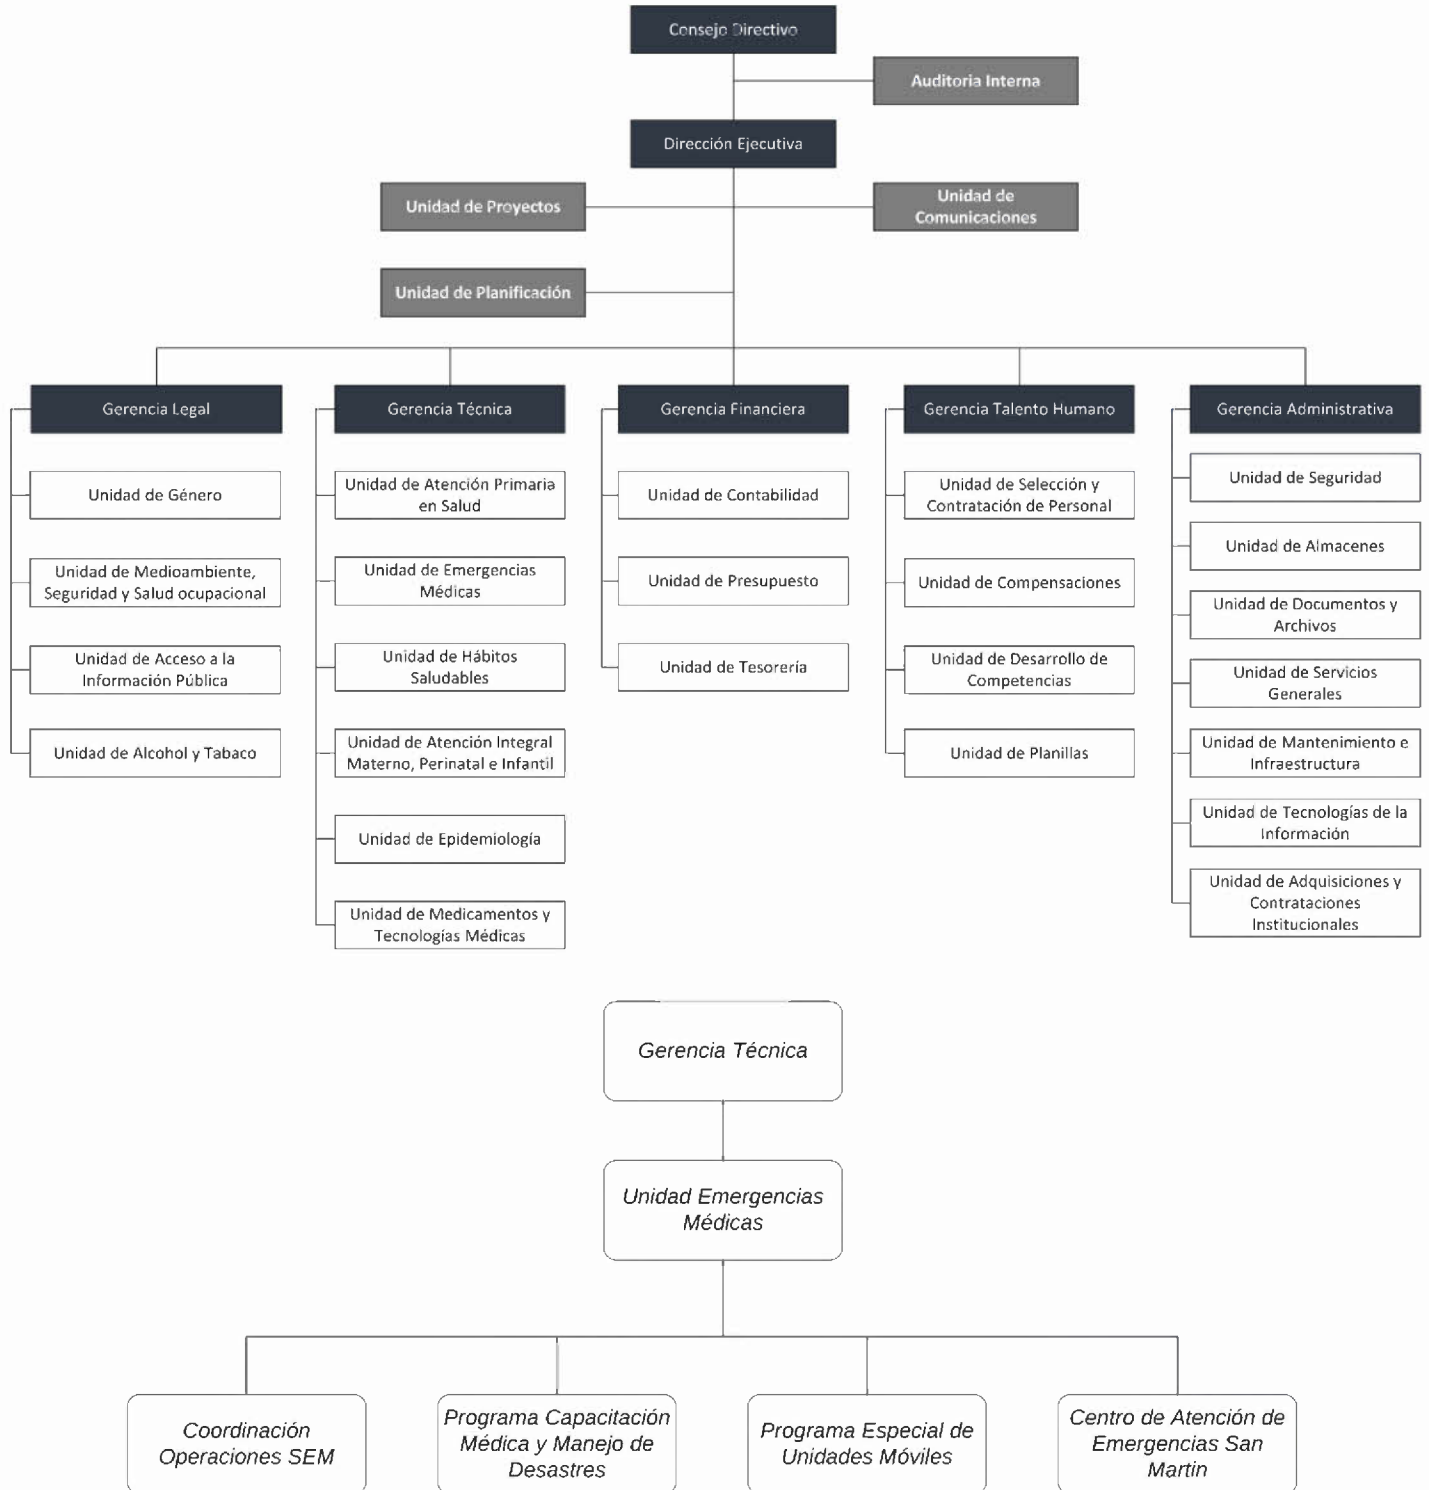 Consejo Directivo
Auditoria Interna
Dirección Ejecutiva
Unidad de Proyectos
Unidad de
Comunicaciones
Unidad de Planificación
Gerencia Legal
Gerencia Técnica
Gerencia Financiera
Gerencia Talento Humano
Gerencia Administrativa
Unidad de Género
Unidad de Medioambiente,
Seguridad y Salud ocupacional
Unidad de Acceso a la
Información Pública
Unidad de Alcohol y Tabaco
Unidad de Atención Primaria
en Salud
Unidad de Emergencias
Médicas
Unidad de Hábitos
Saludables
Unidad de Atención Integral
Materno, Perinatal e Infantil
Unidad de Epidemiología
Unidad de Medicamentos y
Tecnologías Médicas
Unidad de Contabilidad
Unidad de Presupuesto
Unidad de Tesorería
Unidad de Selección y
Contratación de Personal
Unidad de Compensaciones
Unidad de Desarrollo de
Competencias
Unidad de Planillas
Unidad de Seguridad
Unidad de Almacenes
Unidad de Documentos y
Archivos
Unidad de Servicios
Generales
Unidad de Mantenimiento e
Infraestructura
Unidad de Tecnologías de la
Información
Unidad de Adquisiciones y
Contrataciones
Institucionales
Gerencia Técnica
Unidad Emergencias
Médicas
Coordinación
Operaciones SEM
Programa Capacitación
Médica y Manejo de
Desastres
Programa Especial de
Unidades Móviles
Centro de Atención de
Emergencias San
Martin